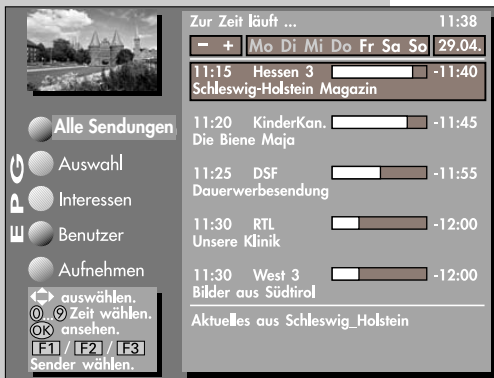 Zur Zeit läuft ... 11:38
− + Mo Di Mi Do Fr Sa So 29.04.
11:15 Hessen 3 -11:40
Schleswig-Holstein Magazin
11:20 KinderKan. -11:45
Die Biene Maja
11:25 DSF -11:55
Dauerwerbesendung
11:30 RTL -12:00
Unsere Klinik
11:30 West 3 -12:00
Bilder aus Südtirol
Aktuelles aus Schleswig_Holstein
EPG
Alle Sendungen
Auswahl
Interessen
Benutzer
Aufnehmen
auswählen.
0...9 Zeit wählen.
OK ansehen.
F1 / F2 / F3
Sender wählen.